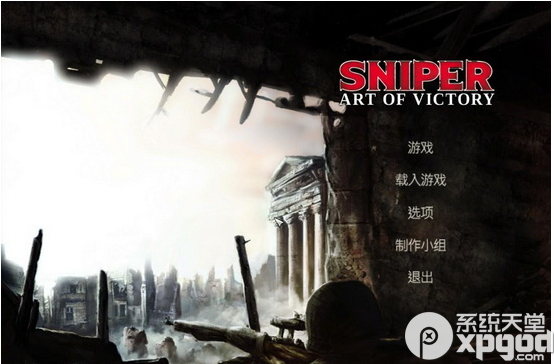 SNIPER
ART OF VICTORY
游戏
载入游戏
选项
制作小组
退出
系统天堂
xpgod
.com